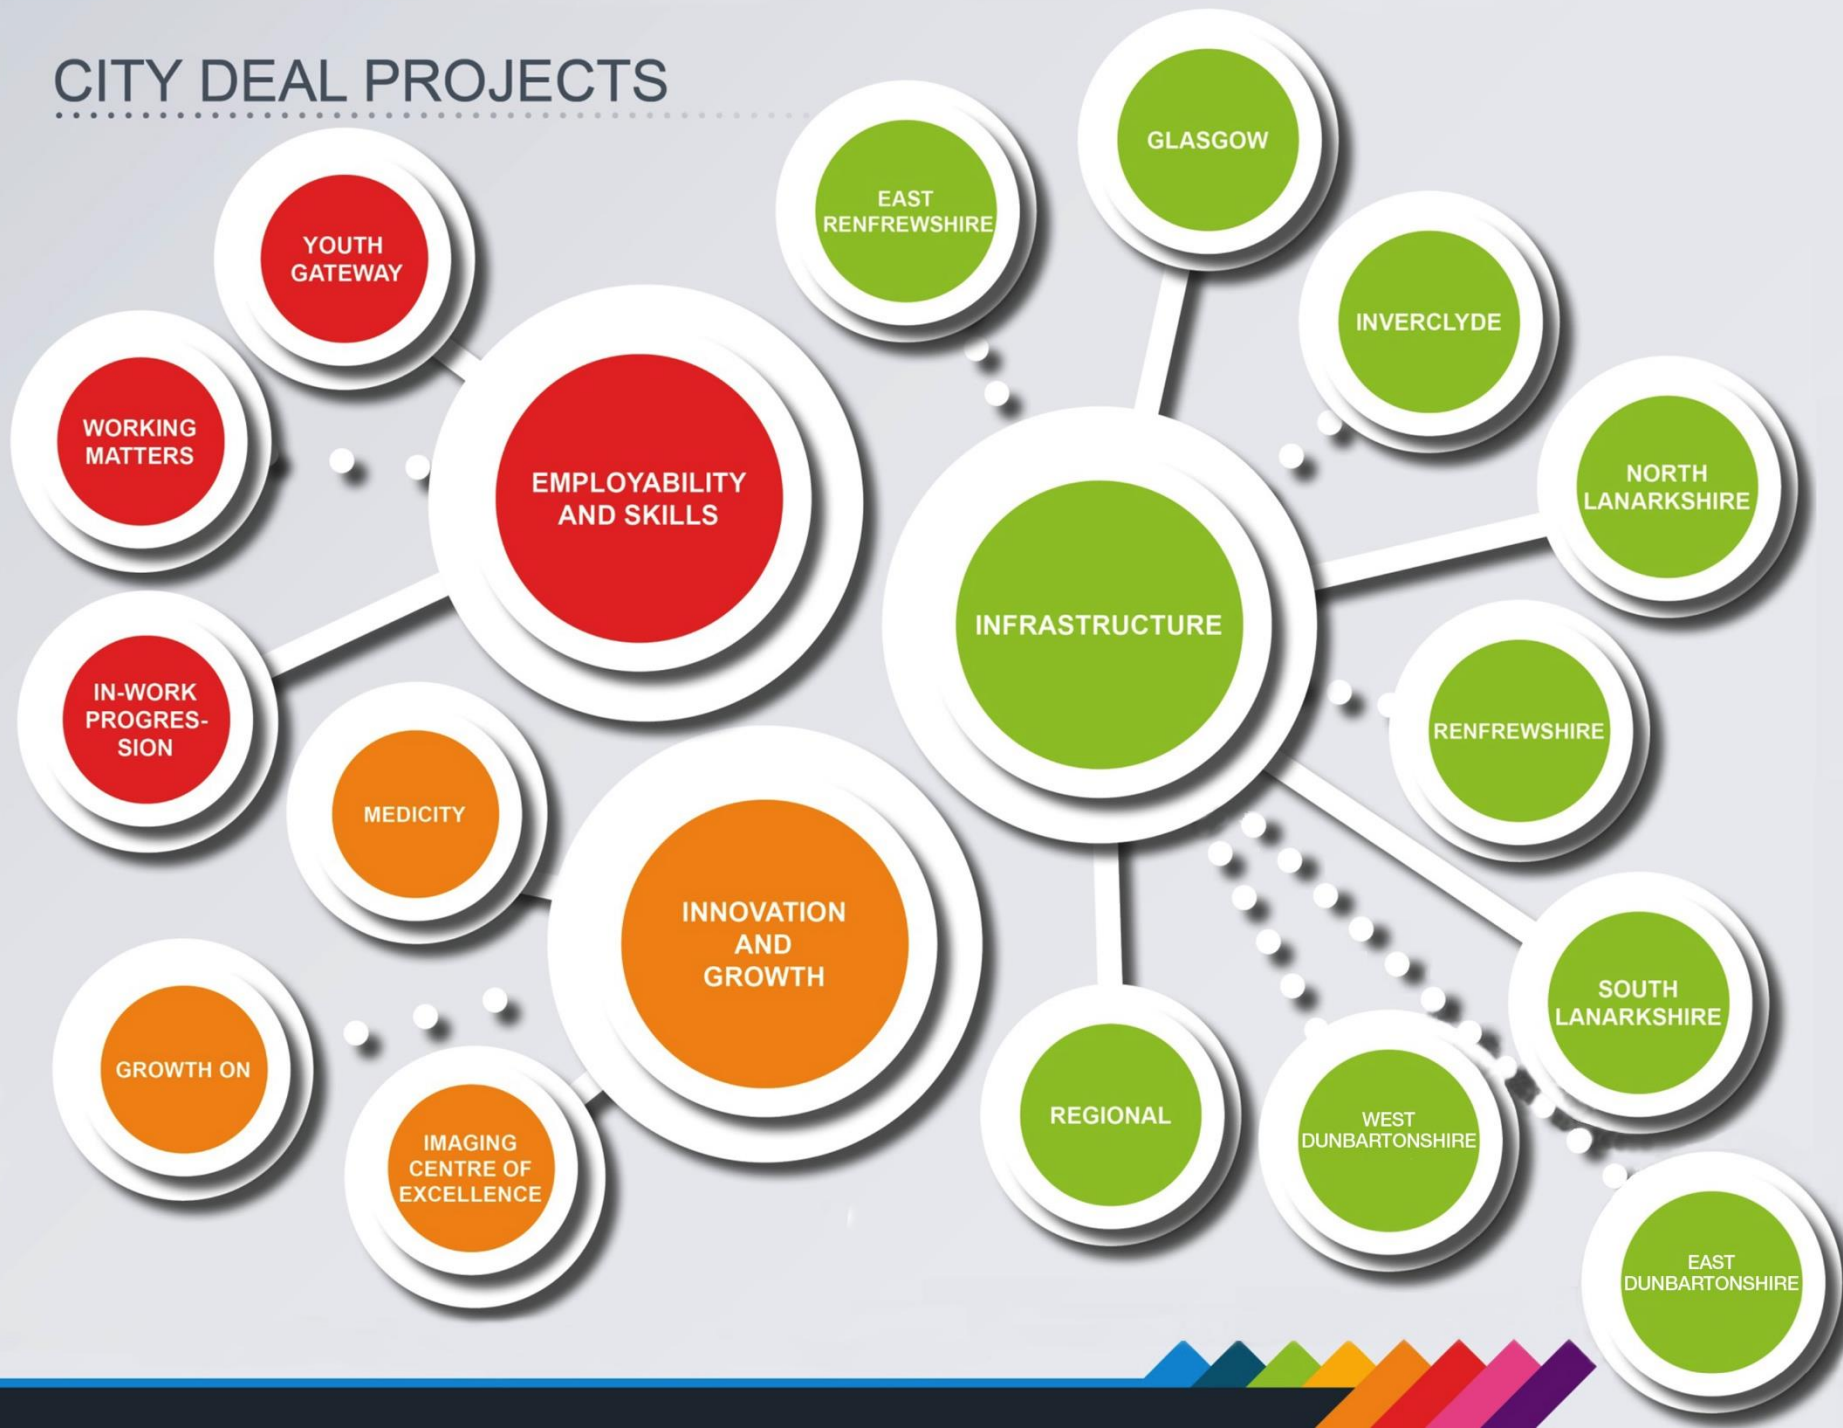 CITY DEAL PROJECTS
YOUTH
GATEWAY
WORKING
MATTERS
IN-WORK
PROGRES-
SION
EMPLOYABILITY
AND SKILLS
MEDICITY
GROWTH ON
IMAGING
CENTRE OF
EXCELLENCE
INNOVATION
AND
GROWTH
EAST
RENFREWSHIRE
GLASGOW
INVERCLYDE
NORTH
LANARKSHIRE
INFRASTRUCTURE
RENFREWSHIRE
SOUTH
LANARKSHIRE
REGIONAL
WEST
DUNBARTONSHIRE
EAST
DUNBARTONSHIRE